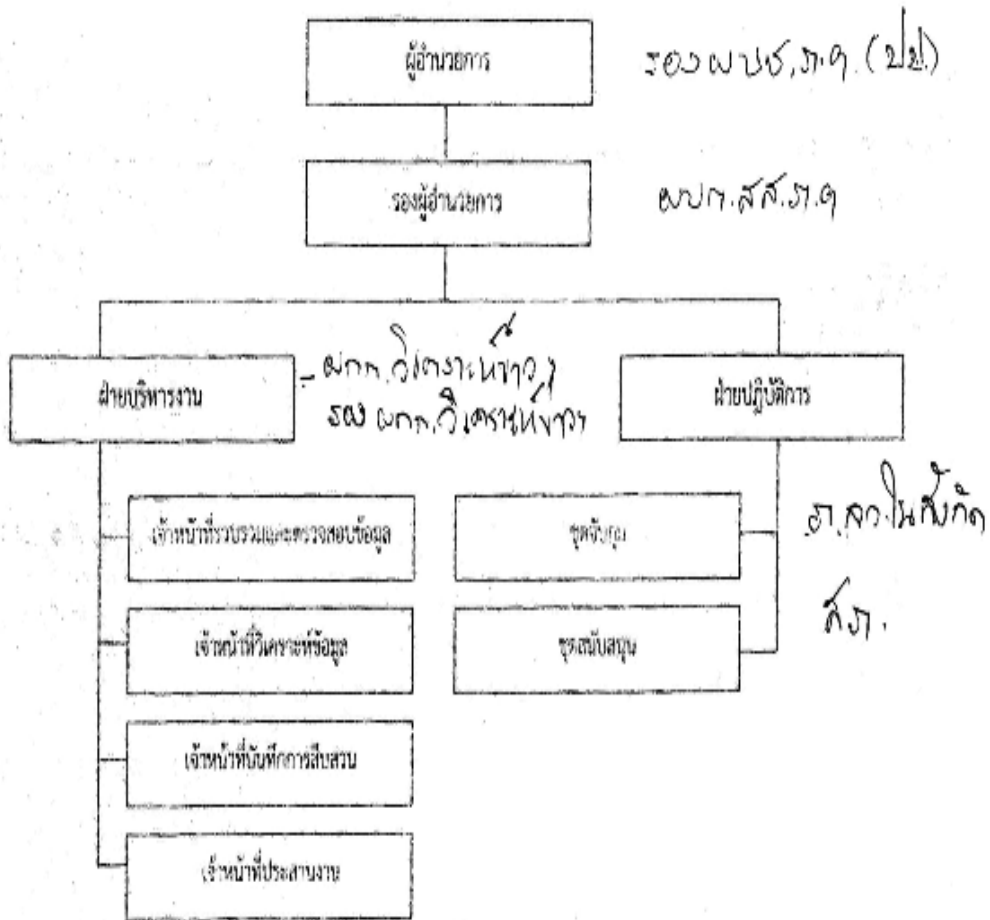 ผู้อำนวยการ
รอง ผบช.ภ.๑ (ปป)
รองผู้อำนวยการ
ผบก.สส.ภ.๑
ฝ่ายบริหารงาน
- ผกก.วิเคราะห์ข่าวฯ
รอง ผกก.วิเคราะห์ข่าวฯ
ฝ่ายปฏิบัติการ
เจ้าหน้าที่รวบรวมและตรวจสอบข้อมูล
ชุดจับกุม
ในสังกัด
เจ้าหน้าที่วิเคราะห์ข้อมูล
ชุดสนับสนุน
เจ้าหน้าที่บันทึกการสืบสวน
เจ้าหน้าที่ประสานงาน